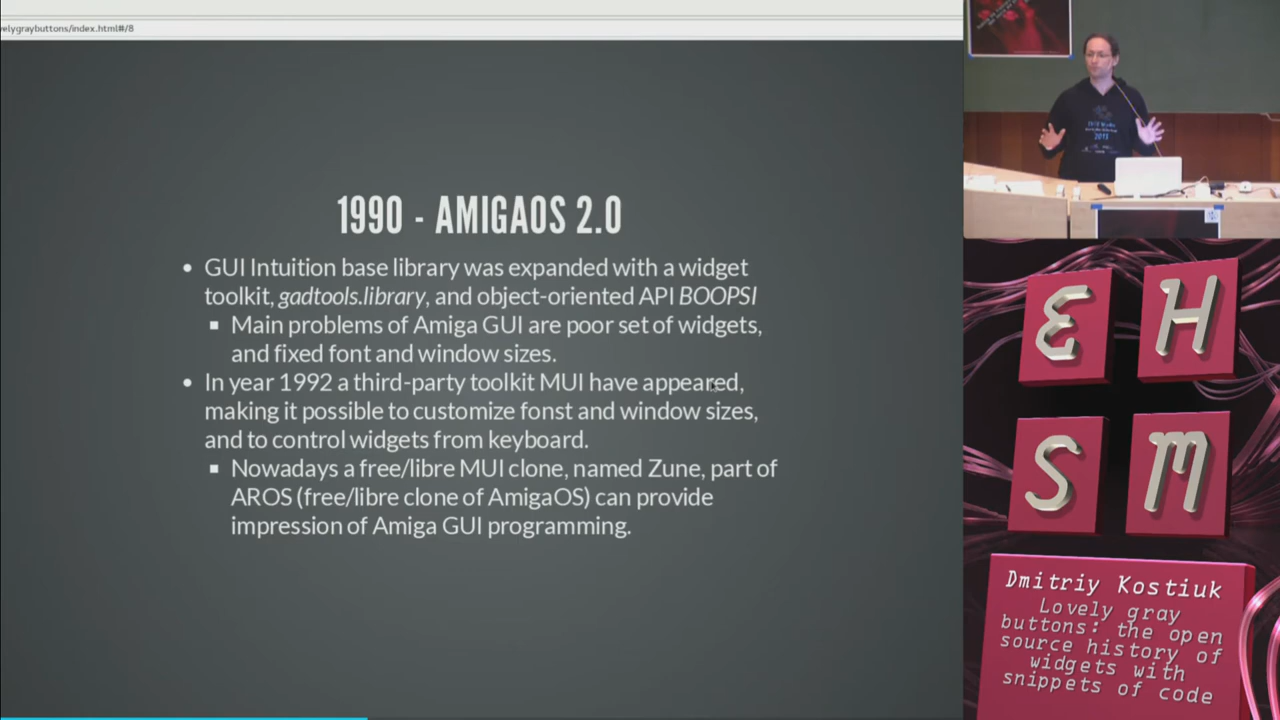 velygraybuttons/index.html#/8
1990 - AMIGAOS 2.0
• GUI Intuition base library was expanded with a widget
toolkit, gadtools.library, and object-oriented API BOOPSI
▪ Main problems of Amiga GUI are poor set of widgets,
and fixed font and window sizes.
• In year 1992 a third-party toolkit MUI have appeared,
making it possible to customize fonst and window sizes,
and to control widgets from keyboard.
▪ Nowadays a free/libre MUI clone, named Zune, part of
AROS (free/libre clone of AmigaOS) can provide
impression of Amiga GUI programming.
2013
E H
S M
Dmitriy Kostiuk
Lovely gray
buttons: the open
source history of
widgets with
snippets of code